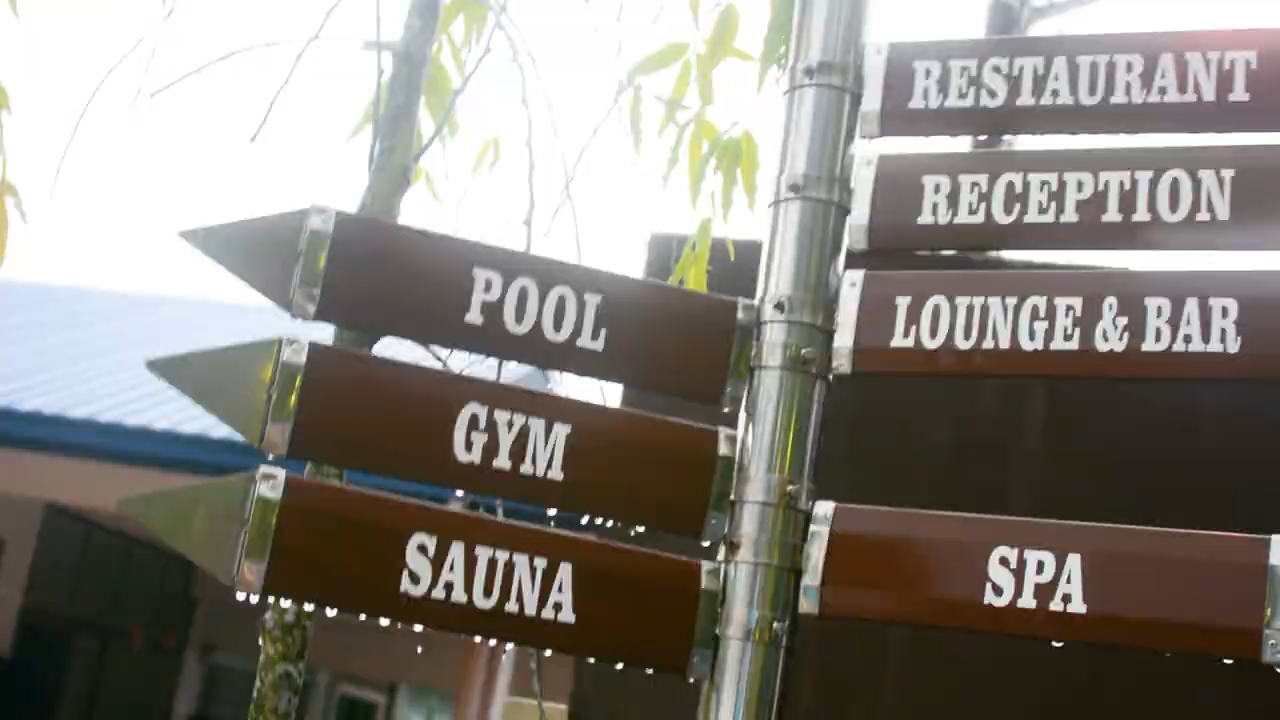 POOL
GYM
SAUNA
RESTAURANT
RECEPTION
LOUNGE & BAR
SPA